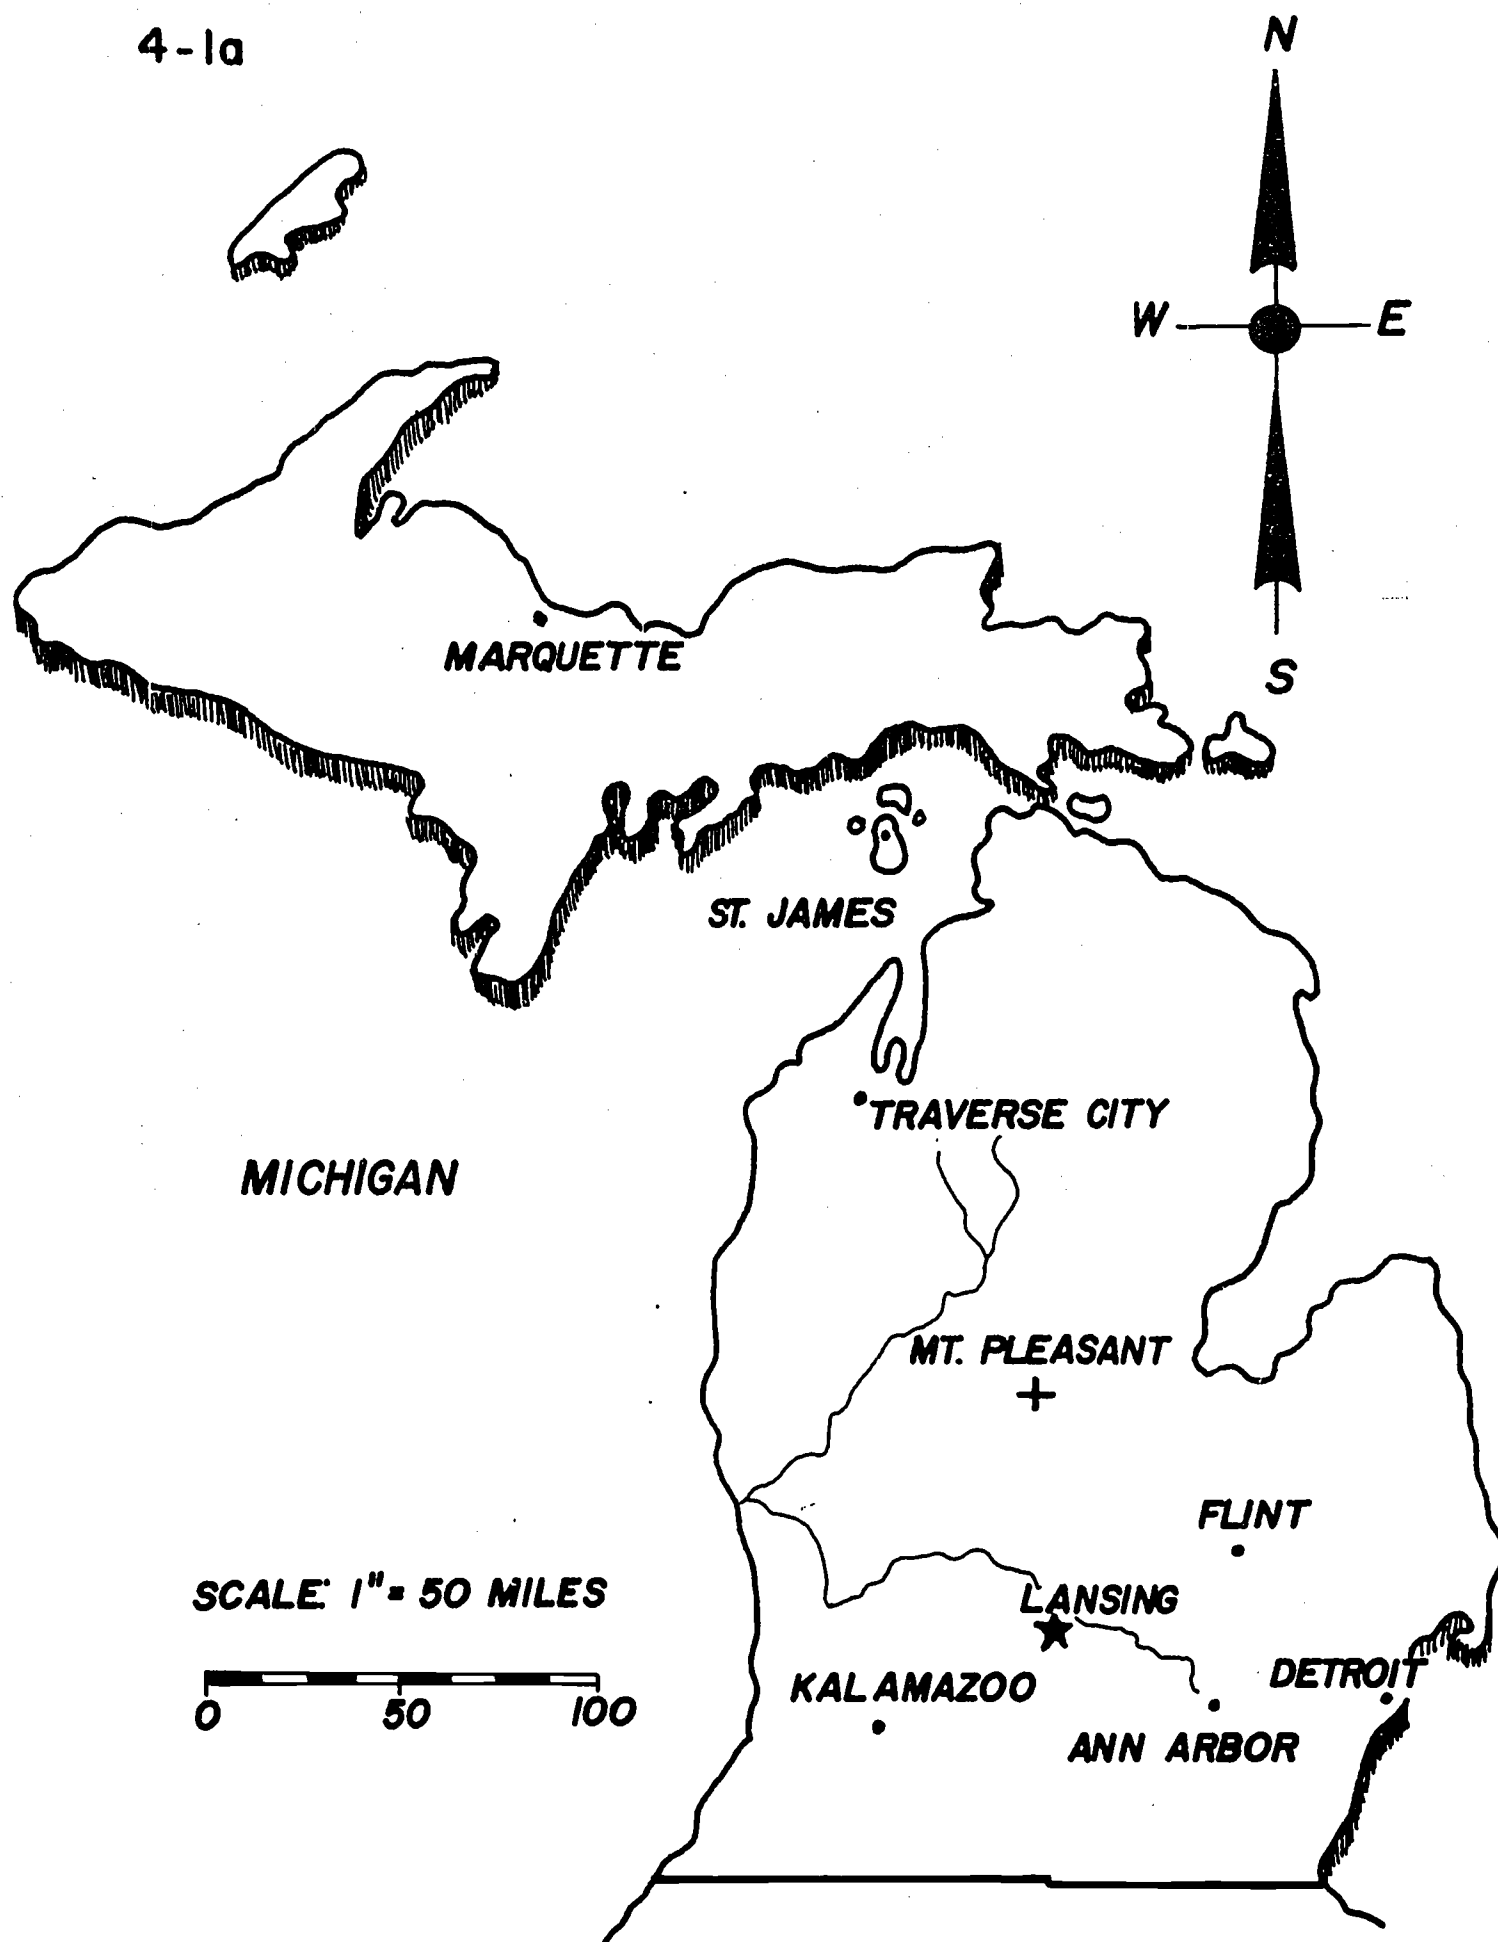 4-1a
N
W E
S
MARQUETTE
ST. JAMES
TRAVERSE CITY
MICHIGAN
MT. PLEASANT
FLINT
SCALE: 1"= 50 MILES
LANSING
KALAMAZOO
DETROIT
0 50 100
ANN ARBOR